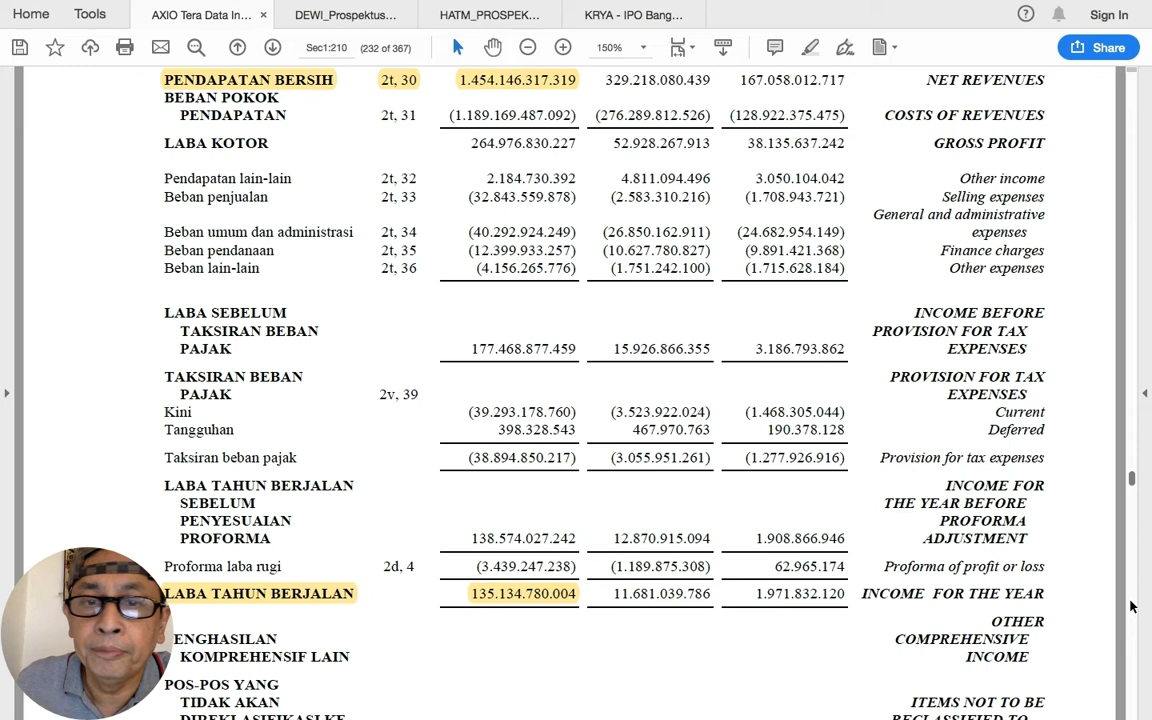 Home Tools AXIO Tera Data In... × DEWI_Prospektus... HATM_PROSPEK... KRYA - IPO Bang... Sign In
Sec1:210 (232 of 367) 150% Share
PENDAPATAN BERSIH 2t, 30 1.454.146.317.319 329.218.080.439 167.058.012.717 NET REVENUES
BEBAN POKOK
PENDAPATAN 2t, 31 (1.189.169.487.092) (276.289.812.526) (128.922.375.475) COSTS OF REVENUES
LABA KOTOR 264.976.830.227 52.928.267.913 38.135.637.242 GROSS PROFIT
Pendapatan lain-lain 2t, 32 2.184.730.392 4.811.094.496 3.050.104.042 Other income
Beban penjualan 2t, 33 (32.843.559.878) (2.583.310.216) (1.708.943.721) Selling expenses
General and administrative
Beban umum dan administrasi 2t, 34 (40.292.924.249) (26.850.162.911) (24.682.954.149) expenses
Beban pendanaan 2t, 35 (12.399.933.257) (10.627.780.827) (9.891.421.368) Finance charges
Beban lain-lain 2t, 36 (4.156.265.776) (1.751.242.100) (1.715.628.184) Other expenses
LABA SEBELUM INCOME BEFORE
TAKSIRAN BEBAN PROVISION FOR TAX
PAJAK 177.468.877.459 15.926.866.355 3.186.793.862 EXPENSES
TAKSIRAN BEBAN PROVISION FOR TAX
PAJAK 2v, 39 EXPENSES
Kini (39.293.178.760) (3.523.922.024) (1.468.305.044) Current
Tangguhan 398.328.543 467.970.763 190.378.128 Deferred
Taksiran beban pajak (38.894.850.217) (3.055.951.261) (1.277.926.916) Provision for tax expenses
LABA TAHUN BERJALAN INCOME FOR
SEBELUM THE YEAR BEFORE
PENYESUAIAN PROFORMA
PROFORMA 138.574.027.242 12.870.915.094 1.908.866.946 ADJUSTMENT
Proforma laba rugi 2d, 4 (3.439.247.238) (1.189.875.308) 62.965.174 Proforma of profit or loss
LABA TAHUN BERJALAN 135.134.780.004 11.681.039.786 1.971.832.120 INCOME FOR THE YEAR
OTHER
ENGHASILAN COMPREHENSIVE
KOMPREHENSIF LAIN INCOME
POS-POS YANG
TIDAK AKAN ITEMS NOT TO BE
DIREKLASIFIKASI KE RECLASSIFIED TO